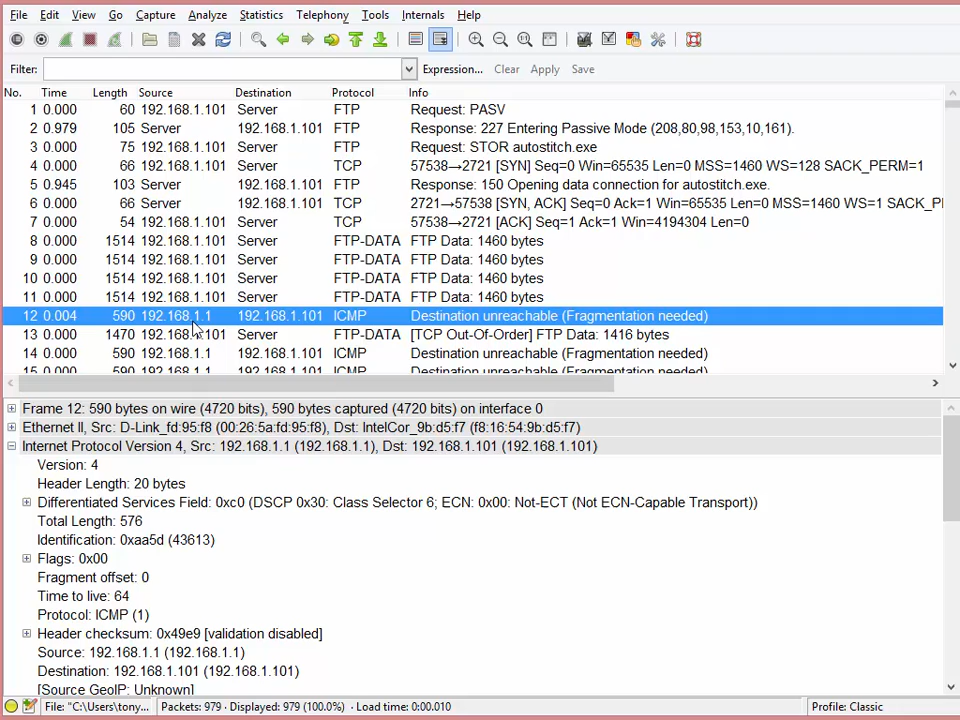 File Edit View Go Capture Analyze Statistics Telephony Tools Internals Help
Filter: Expression... Clear Apply Save
No. Time Length Source Destination Protocol Info
1 0.000 60 192.168.1.101 Server FTP Request: PASV
2 0.979 105 Server 192.168.1.101 FTP Response: 227 Entering Passive Mode (208,80,98,153,10,161).
3 0.000 75 192.168.1.101 Server FTP Request: STOR autostitch.exe
4 0.000 66 192.168.1.101 Server TCP 57538→2721 [SYN] Seq=0 Win=65535 Len=0 MSS=1460 WS=128 SACK_PERM=1
5 0.945 103 Server 192.168.1.101 FTP Response: 150 Opening data connection for autostitch.exe.
6 0.000 66 Server 192.168.1.101 TCP 2721→57538 [SYN, ACK] Seq=0 Ack=1 Win=65535 Len=0 MSS=1460 WS=1 SACK_P
7 0.000 54 192.168.1.101 Server TCP 57538→2721 [ACK] Seq=1 Ack=1 Win=4194304 Len=0
8 0.000 1514 192.168.1.101 Server FTP-DATA FTP Data: 1460 bytes
9 0.000 1514 192.168.1.101 Server FTP-DATA FTP Data: 1460 bytes
10 0.000 1514 192.168.1.101 Server FTP-DATA FTP Data: 1460 bytes
11 0.000 1514 192.168.1.101 Server FTP-DATA FTP Data: 1460 bytes
12 0.004 590 192.168.1.1 192.168.1.101 ICMP Destination unreachable (Fragmentation needed)
13 0.000 1470 192.168.1.101 Server FTP-DATA [TCP Out-Of-Order] FTP Data: 1416 bytes
14 0.000 590 192.168.1.1 192.168.1.101 ICMP Destination unreachable (Fragmentation needed)
15 0.000 590 192.168.1.1 192.168.1.101 ICMP Destination unreachable (Fragmentation needed)
Frame 12: 590 bytes on wire (4720 bits), 590 bytes captured (4720 bits) on interface 0
Ethernet II, Src: D-Link_fd:95:f8 (00:26:5a:fd:95:f8), Dst: IntelCor_9b:d5:f7 (f8:16:54:9b:d5:f7)
Internet Protocol Version 4, Src: 192.168.1.1 (192.168.1.1), Dst: 192.168.1.101 (192.168.1.101)
Version: 4
Header Length: 20 bytes
Differentiated Services Field: 0xc0 (DSCP 0x30: Class Selector 6; ECN: 0x00: Not-ECT (Not ECN-Capable Transport))
Total Length: 576
Identification: 0xaa5d (43613)
Flags: 0x00
Fragment offset: 0
Time to live: 64
Protocol: ICMP (1)
Header checksum: 0x49e9 [validation disabled]
Source: 192.168.1.1 (192.168.1.1)
Destination: 192.168.1.101 (192.168.1.101)
[Source GeoIP: Unknown]
File: "C:\Users\tony... Packets: 979 · Displayed: 979 (100.0%) · Load time: 0:00.010 Profile: Classic